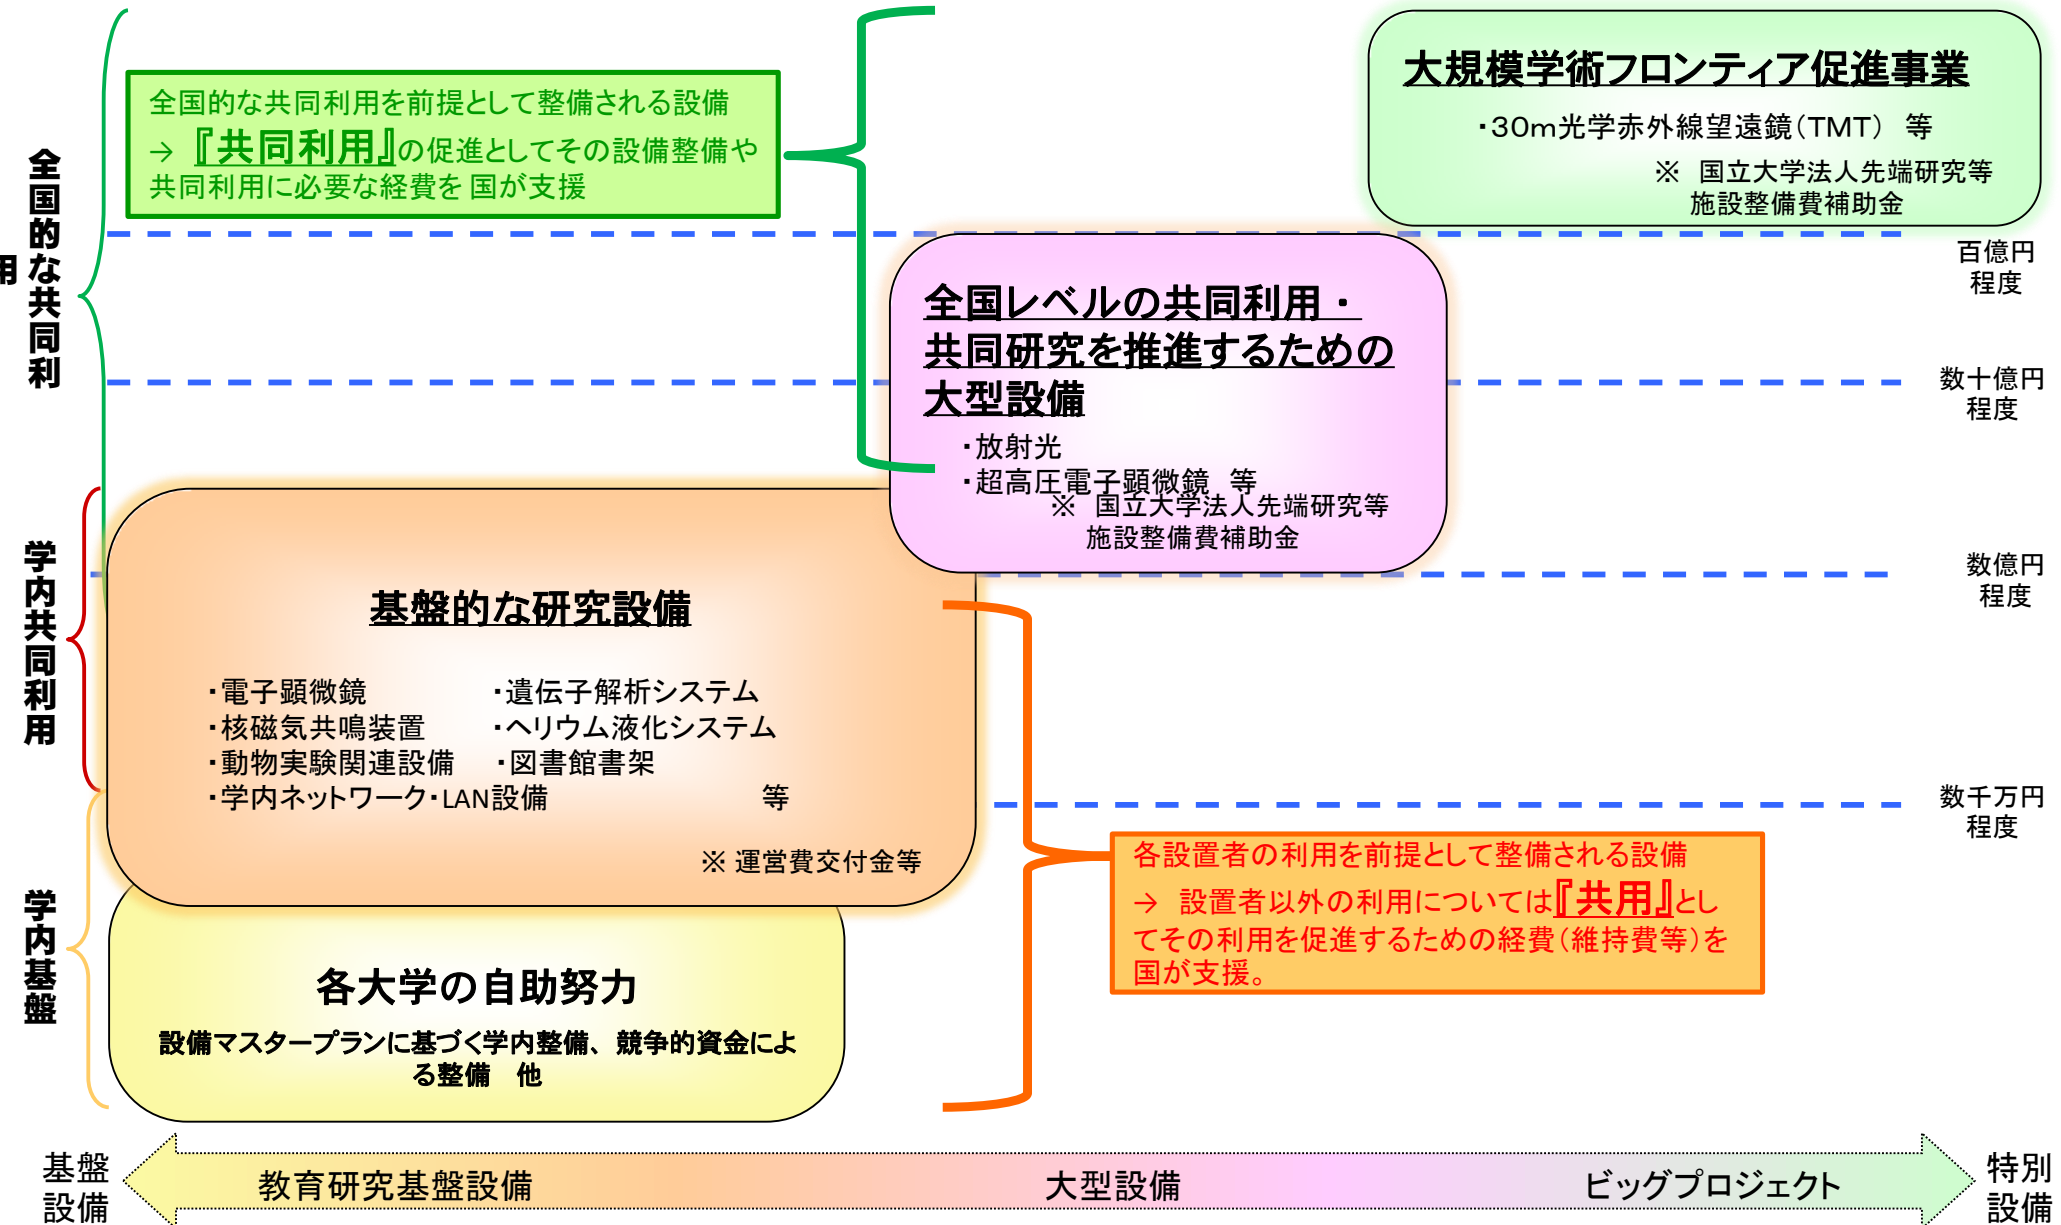 全国的な共同利用
全国的な共同利用を前提として整備される設備
→ 『共同利用』の促進としてその設備整備や
共同利用に必要な経費を 国が支援
大規模学術フロンティア促進事業
・30m光学赤外線望遠鏡(TMT) 等
※ 国立大学法人先端研究等
施設整備費補助金
百億円
程度
全国レベルの共同利用・
共同研究を推進するための
大型設備
・放射光
・超高圧電子顕微鏡 等
※ 国立大学法人先端研究等
施設整備費補助金
数十億円
程度
数億円
程度
学内共同利用
基盤的な研究設備
・電子顕微鏡 ・遺伝子解析システム
・核磁気共鳴装置 ・ヘリウム液化システム
・動物実験関連設備 ・図書館書架
・学内ネットワーク・LAN設備 等
※ 運営費交付金等
数千万円
程度
各設置者の利用を前提として整備される設備
→ 設置者以外の利用については『共用』とし
てその利用を促進するための経費(維持費等)を
国が支援。
学内基盤
各大学の自助努力
設備マスタープランに基づく学内整備、競争的資金によ
る整備 他
基盤
設備
教育研究基盤設備
大型設備
ビッグプロジェクト
特別
設備